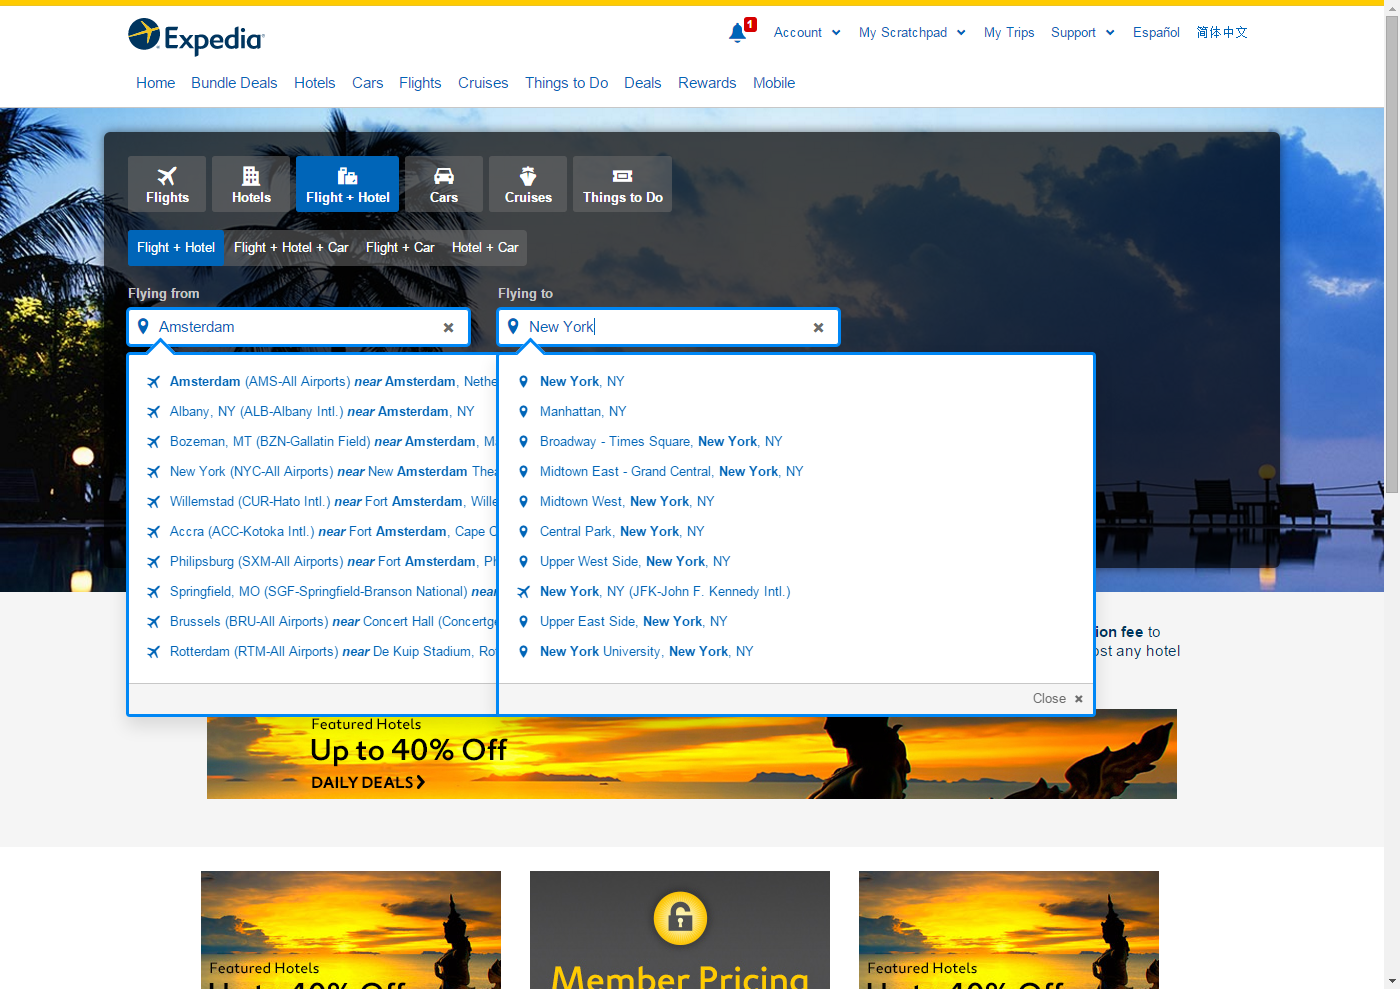 Expedia
1
Account
My Scratchpad
My Trips
Support
Español
简体中文
Home
Bundle Deals
Hotels
Cars
Flights
Cruises
Things to Do
Deals
Rewards
Mobile
Flights
Hotels
Flight + Hotel
Cars
Cruises
Things to Do
Flight + Hotel
Flight + Hotel + Car
Flight + Car
Hotel + Car
Flying from
Flying to
Amsterdam
New York
Amsterdam (AMS-All Airports) near Amsterdam, Nethe
Albany, NY (ALB-Albany Intl.) near Amsterdam, NY
Bozeman, MT (BZN-Gallatin Field) near Amsterdam, M
New York (NYC-All Airports) near New Amsterdam Thea
Willemstad (CUR-Hato Intl.) near Fort Amsterdam, Wille
Accra (ACC-Kotoka Intl.) near Fort Amsterdam, Cape C
Philipsburg (SXM-All Airports) near Fort Amsterdam, Ph
Springfield, MO (SGF-Springfield-Branson National) near
Brussels (BRU-All Airports) near Concert Hall (Concertge
Rotterdam (RTM-All Airports) near De Kuip Stadium, Ro
New York, NY
Manhattan, NY
Broadway - Times Square, New York, NY
Midtown East - Grand Central, New York, NY
Midtown West, New York, NY
Central Park, New York, NY
Upper West Side, New York, NY
New York, NY (JFK-John F. Kennedy Intl.)
Upper East Side, New York, NY
New York University, New York, NY
Close
ion fee to
ost any hotel
Featured Hotels
Up to 40% Off
DAILY DEALS
Featured Hotels
Up to 40% Off
Member Pricing
Featured Hotels
Up to 40% Off